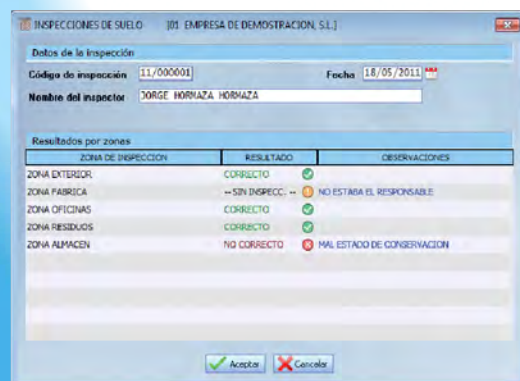 INSPECCIONES DE SUELO [01 EMPRESA DE DEMOSTRACION, S.L.]
Datos de la inspección
Código de inspección 11/000001 Fecha 18/05/2011
Nombre del inspector JORGE HORMAZA HORMAZA
Resultados por zonas
ZONA DE INSPECCION RESULTADO OBSERVACIONES
ZONA EXTERIOR CORRECTO
ZONA FABRICA -- SIN INSPECC. -- NO ESTABA EL RESPONSABLE
ZONA OFICINAS CORRECTO
ZONA RESIDUOS CORRECTO
ZONA ALMACEN NO CORRECTO MAL ESTADO DE CONSERVACION
Aceptar Cancelar